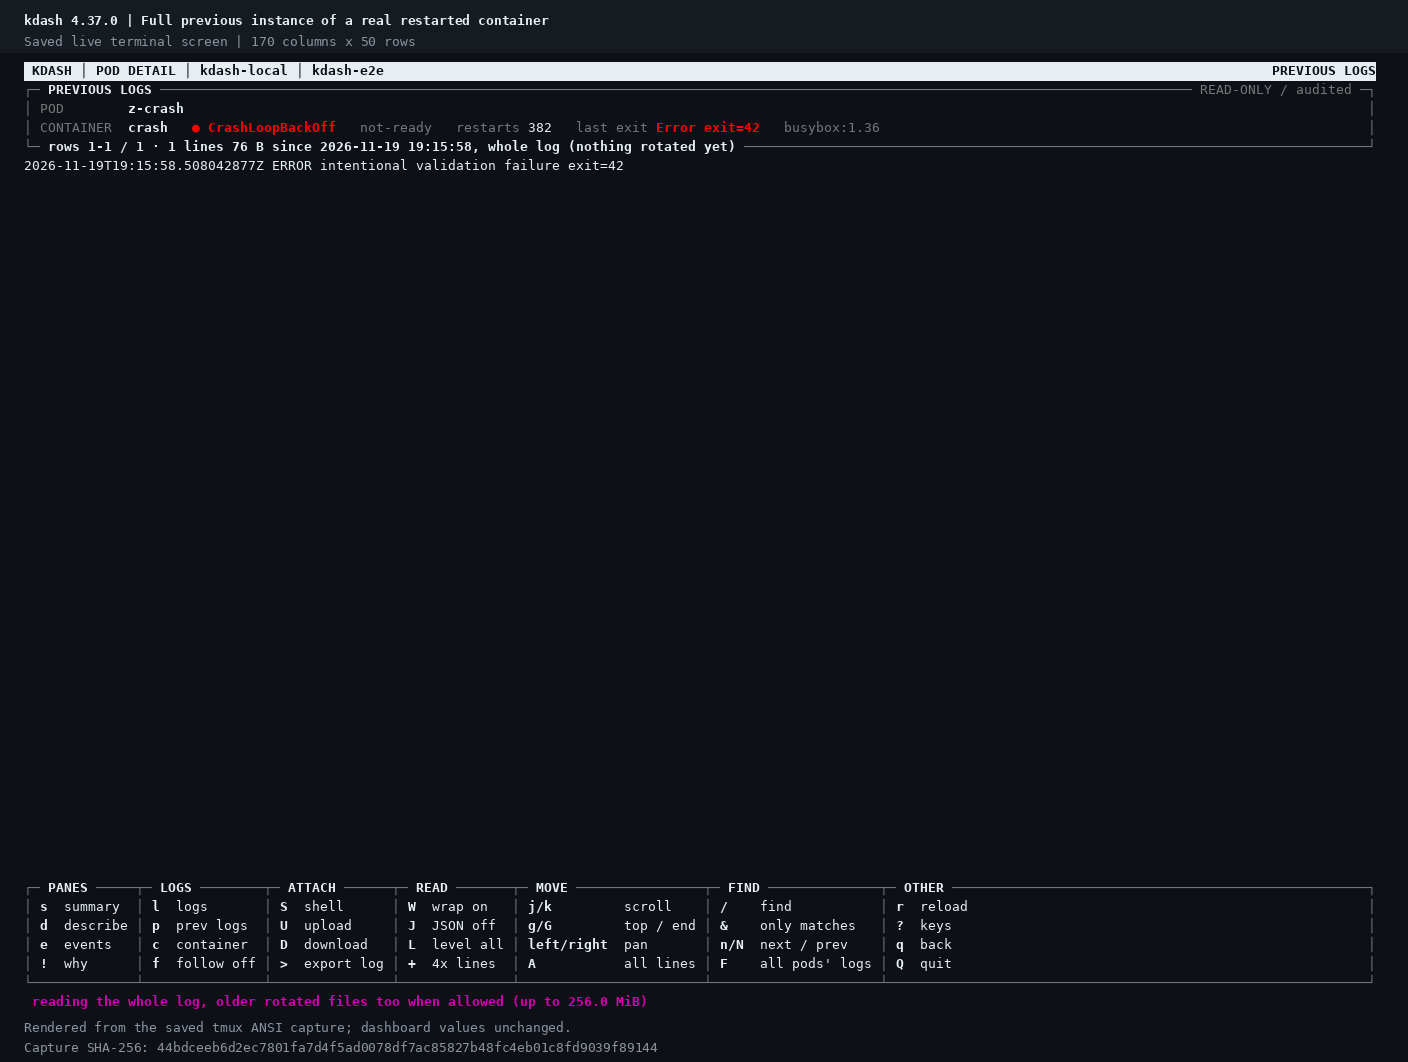 kdash 4.37.0 | Full previous instance of a real restarted container
Saved live terminal screen | 170 columns x 50 rows
KDASH │ POD DETAIL │ kdash-local │ kdash-e2e PREVIOUS LOGS
PREVIOUS LOGS READ-ONLY / audited
POD z-crash
CONTAINER crash ● CrashLoopBackOff not-ready restarts 382 last exit Error exit=42 busybox:1.36
rows 1-1 / 1 · 1 lines 76 B since 2026-11-19 19:15:58, whole log (nothing rotated yet)
2026-11-19T19:15:58.508042877Z ERROR intentional validation failure exit=42
PANES LOGS ATTACH READ MOVE FIND OTHER
s summary │ l logs │ S shell │ W wrap on │ j/k scroll │ / find │ r reload
d describe │ p prev logs │ U upload │ J JSON off │ g/G top / end │ & only matches │ ? keys
e events │ c container │ D download │ L level all │ left/right pan │ n/N next / prev │ q back
! why │ f follow off │ > export log │ + 4x lines │ A all lines │ F all pods' logs │ Q quit
reading the whole log, older rotated files too when allowed (up to 256.0 MiB)
Rendered from the saved tmux ANSI capture; dashboard values unchanged.
Capture SHA-256: 44bdceeb6d2ec7801fa7d4f5ad0078df7ac85827b48fc4eb01c8fd9039f89144